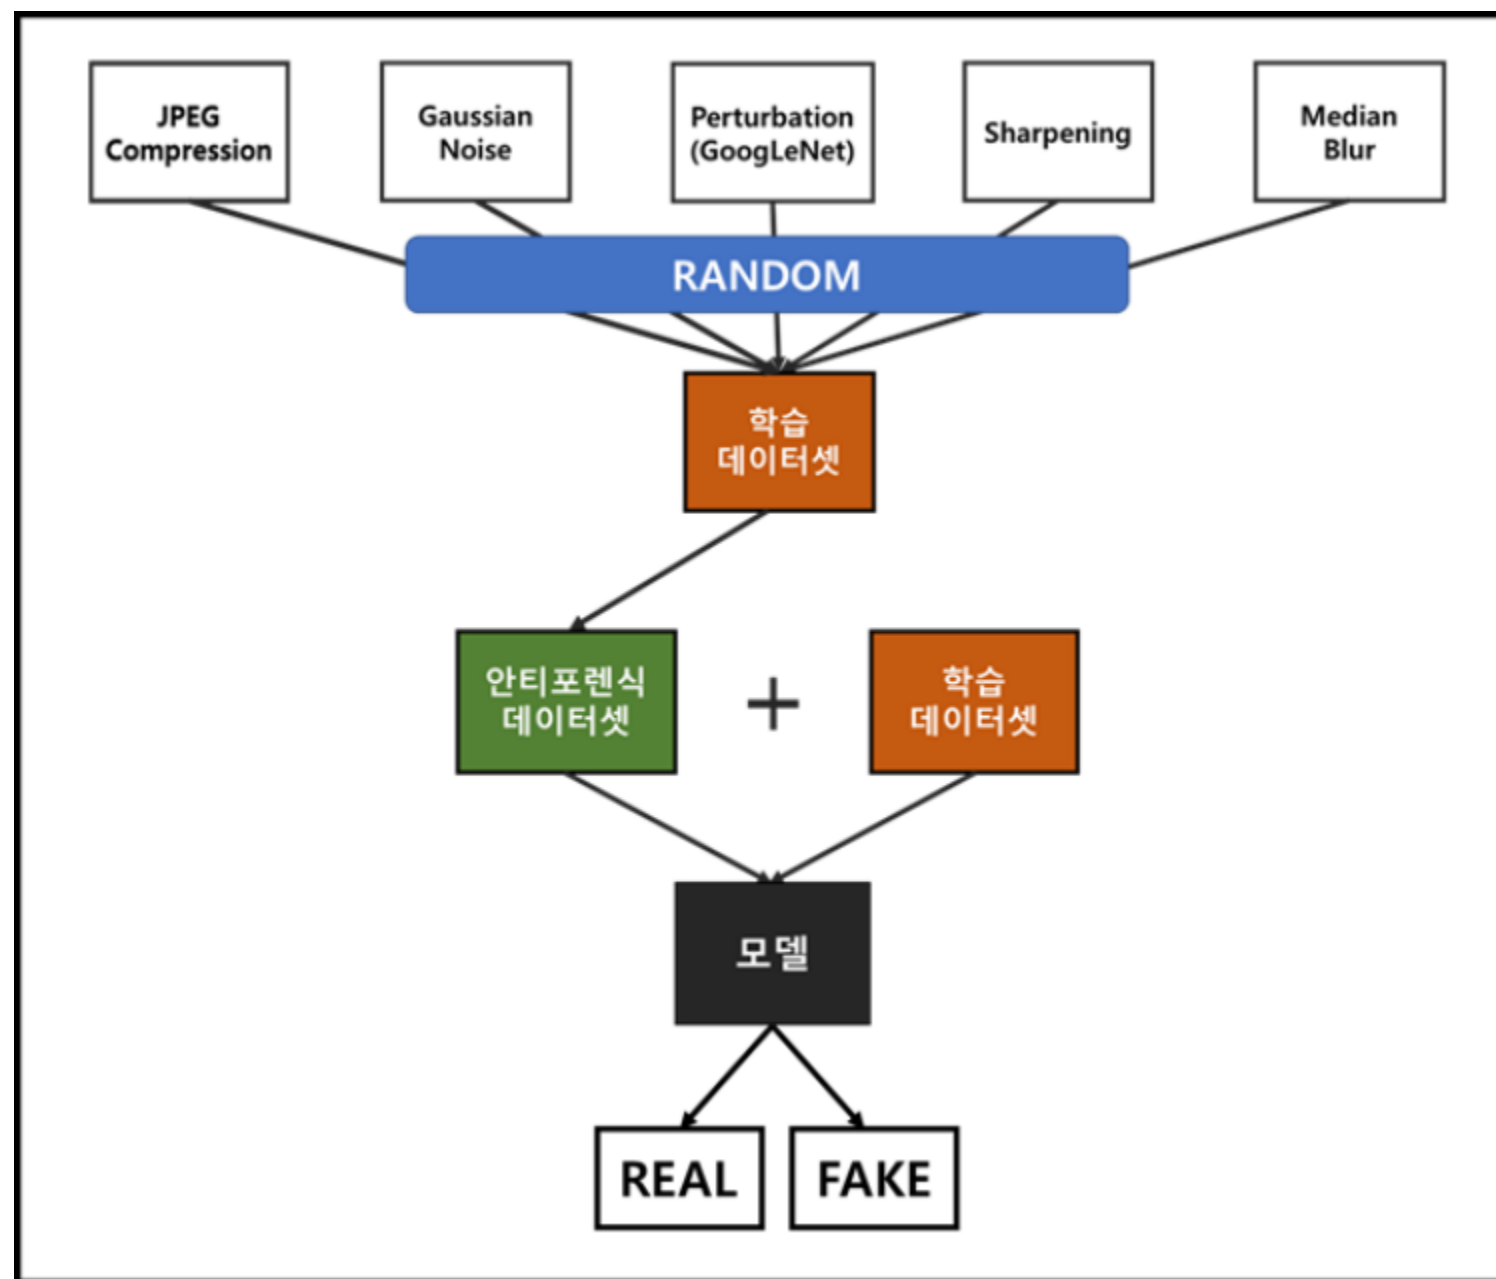 JPEG
Compression
Gaussian
Noise
Perturbation
(GoogLeNet)
Sharpening
Median
Blur
RANDOM
학습
데이터셋
안티포렌식
데이터셋
+
학습
데이터셋
모델
REAL
FAKE